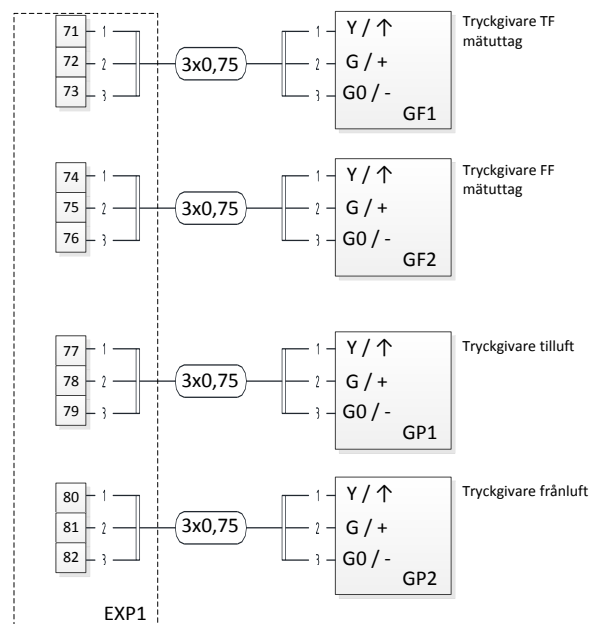 71 1 3x0,75 1 Y / ↑ Tryckgivare TF
mätuttag
72 2 2 G / +
73 3 3 G0 / -
GF1
74 1 3x0,75 1 Y / ↑ Tryckgivare FF
mätuttag
75 2 2 G / +
76 3 3 G0 / -
GF2
77 1 3x0,75 1 Y / ↑ Tryckgivare tilluft
78 2 2 G / +
79 3 3 G0 / -
GP1
80 1 3x0,75 1 Y / ↑ Tryckgivare frånluft
81 2 2 G / +
82 3 3 G0 / -
GP2
EXP1